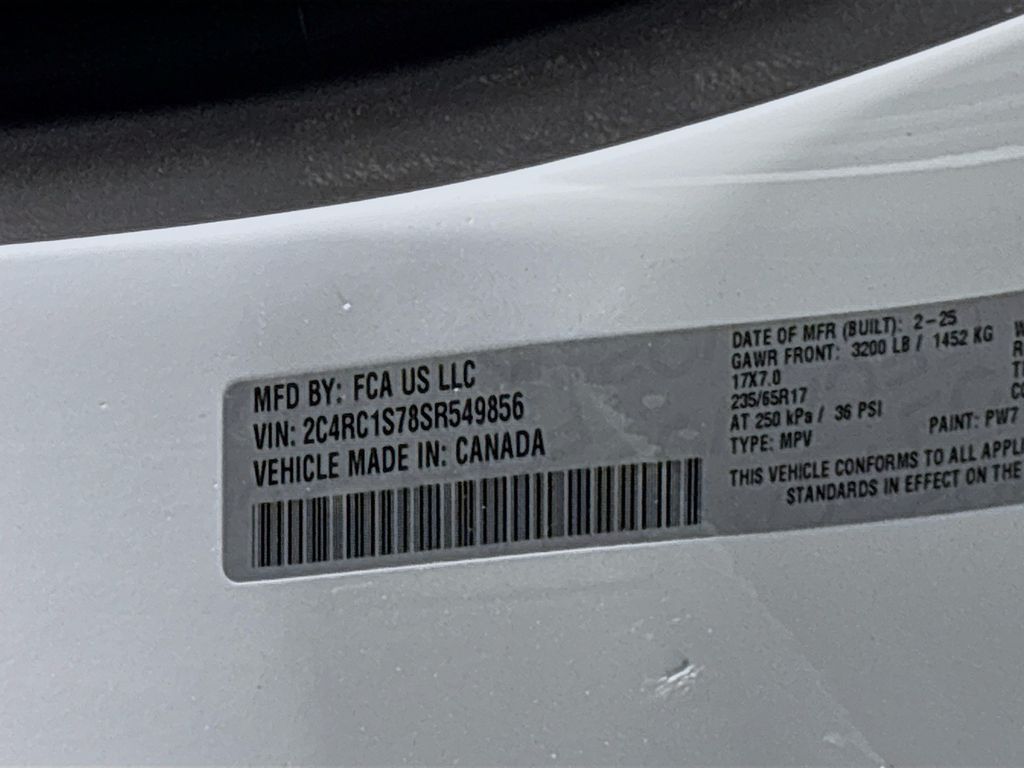 MFD BY: FCA US LLC
VIN: 2C4RC1S78SR549856
VEHICLE MADE IN: CANADA
DATE OF MFR (BUILT): 2-25
GAWR FRONT: 3200 LB / 1452 KG
17X7.0
235/65R17
AT 250 kPa / 36 PSI
TYPE: MPV
PAINT: PW7
THIS VEHICLE CONFORMS TO ALL
STANDARDS IN EFFECT ON THE